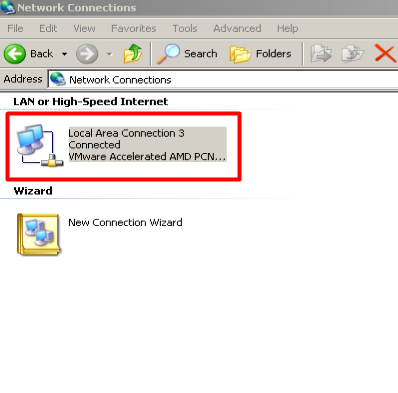 Network Connections
File Edit View Favorites Tools Advanced Help
Back Search Folders
Address Network Connections
LAN or High-Speed Internet
Local Area Connection 3
Connected
VMware Accelerated AMD PCN...
Wizard
New Connection Wizard